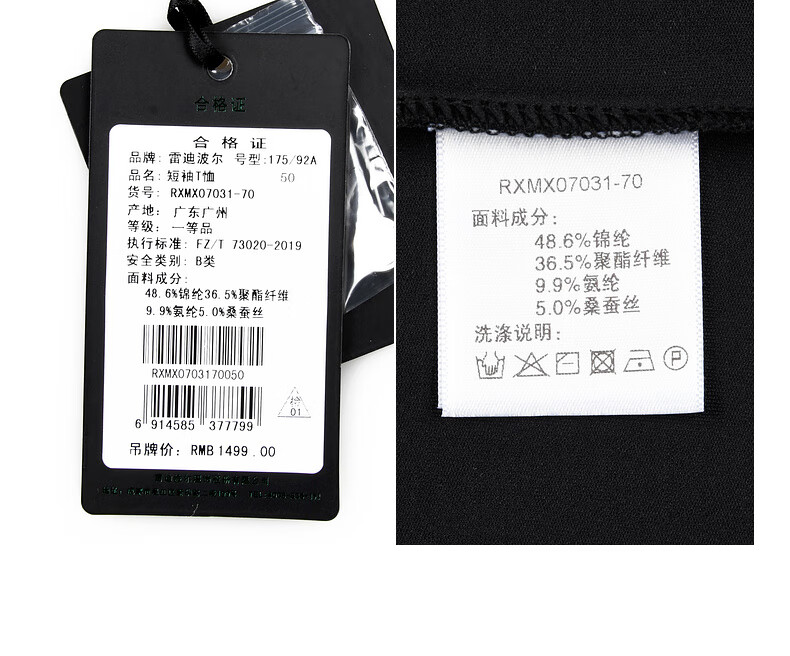 合格证
合格证
品牌: 雷迪波尔 号型:175/92A
品名: 短袖T恤 50
货号: RXMX07031-70
产地: 广东广州
等级: 一等品
执行标准: FZ/T 73020-2019
安全类别: B类
面料成分:
48.6%锦纶36.5%聚酯纤维
9.9%氨纶5.0%桑蚕丝
RXMX0703170050
6 914585 377799
01
吊牌价: RMB1499.00
RXMX07031-70
面料成分:
48.6%锦纶
36.5%聚酯纤维
9.9%氨纶
5.0%桑蚕丝
洗涤说明:
P